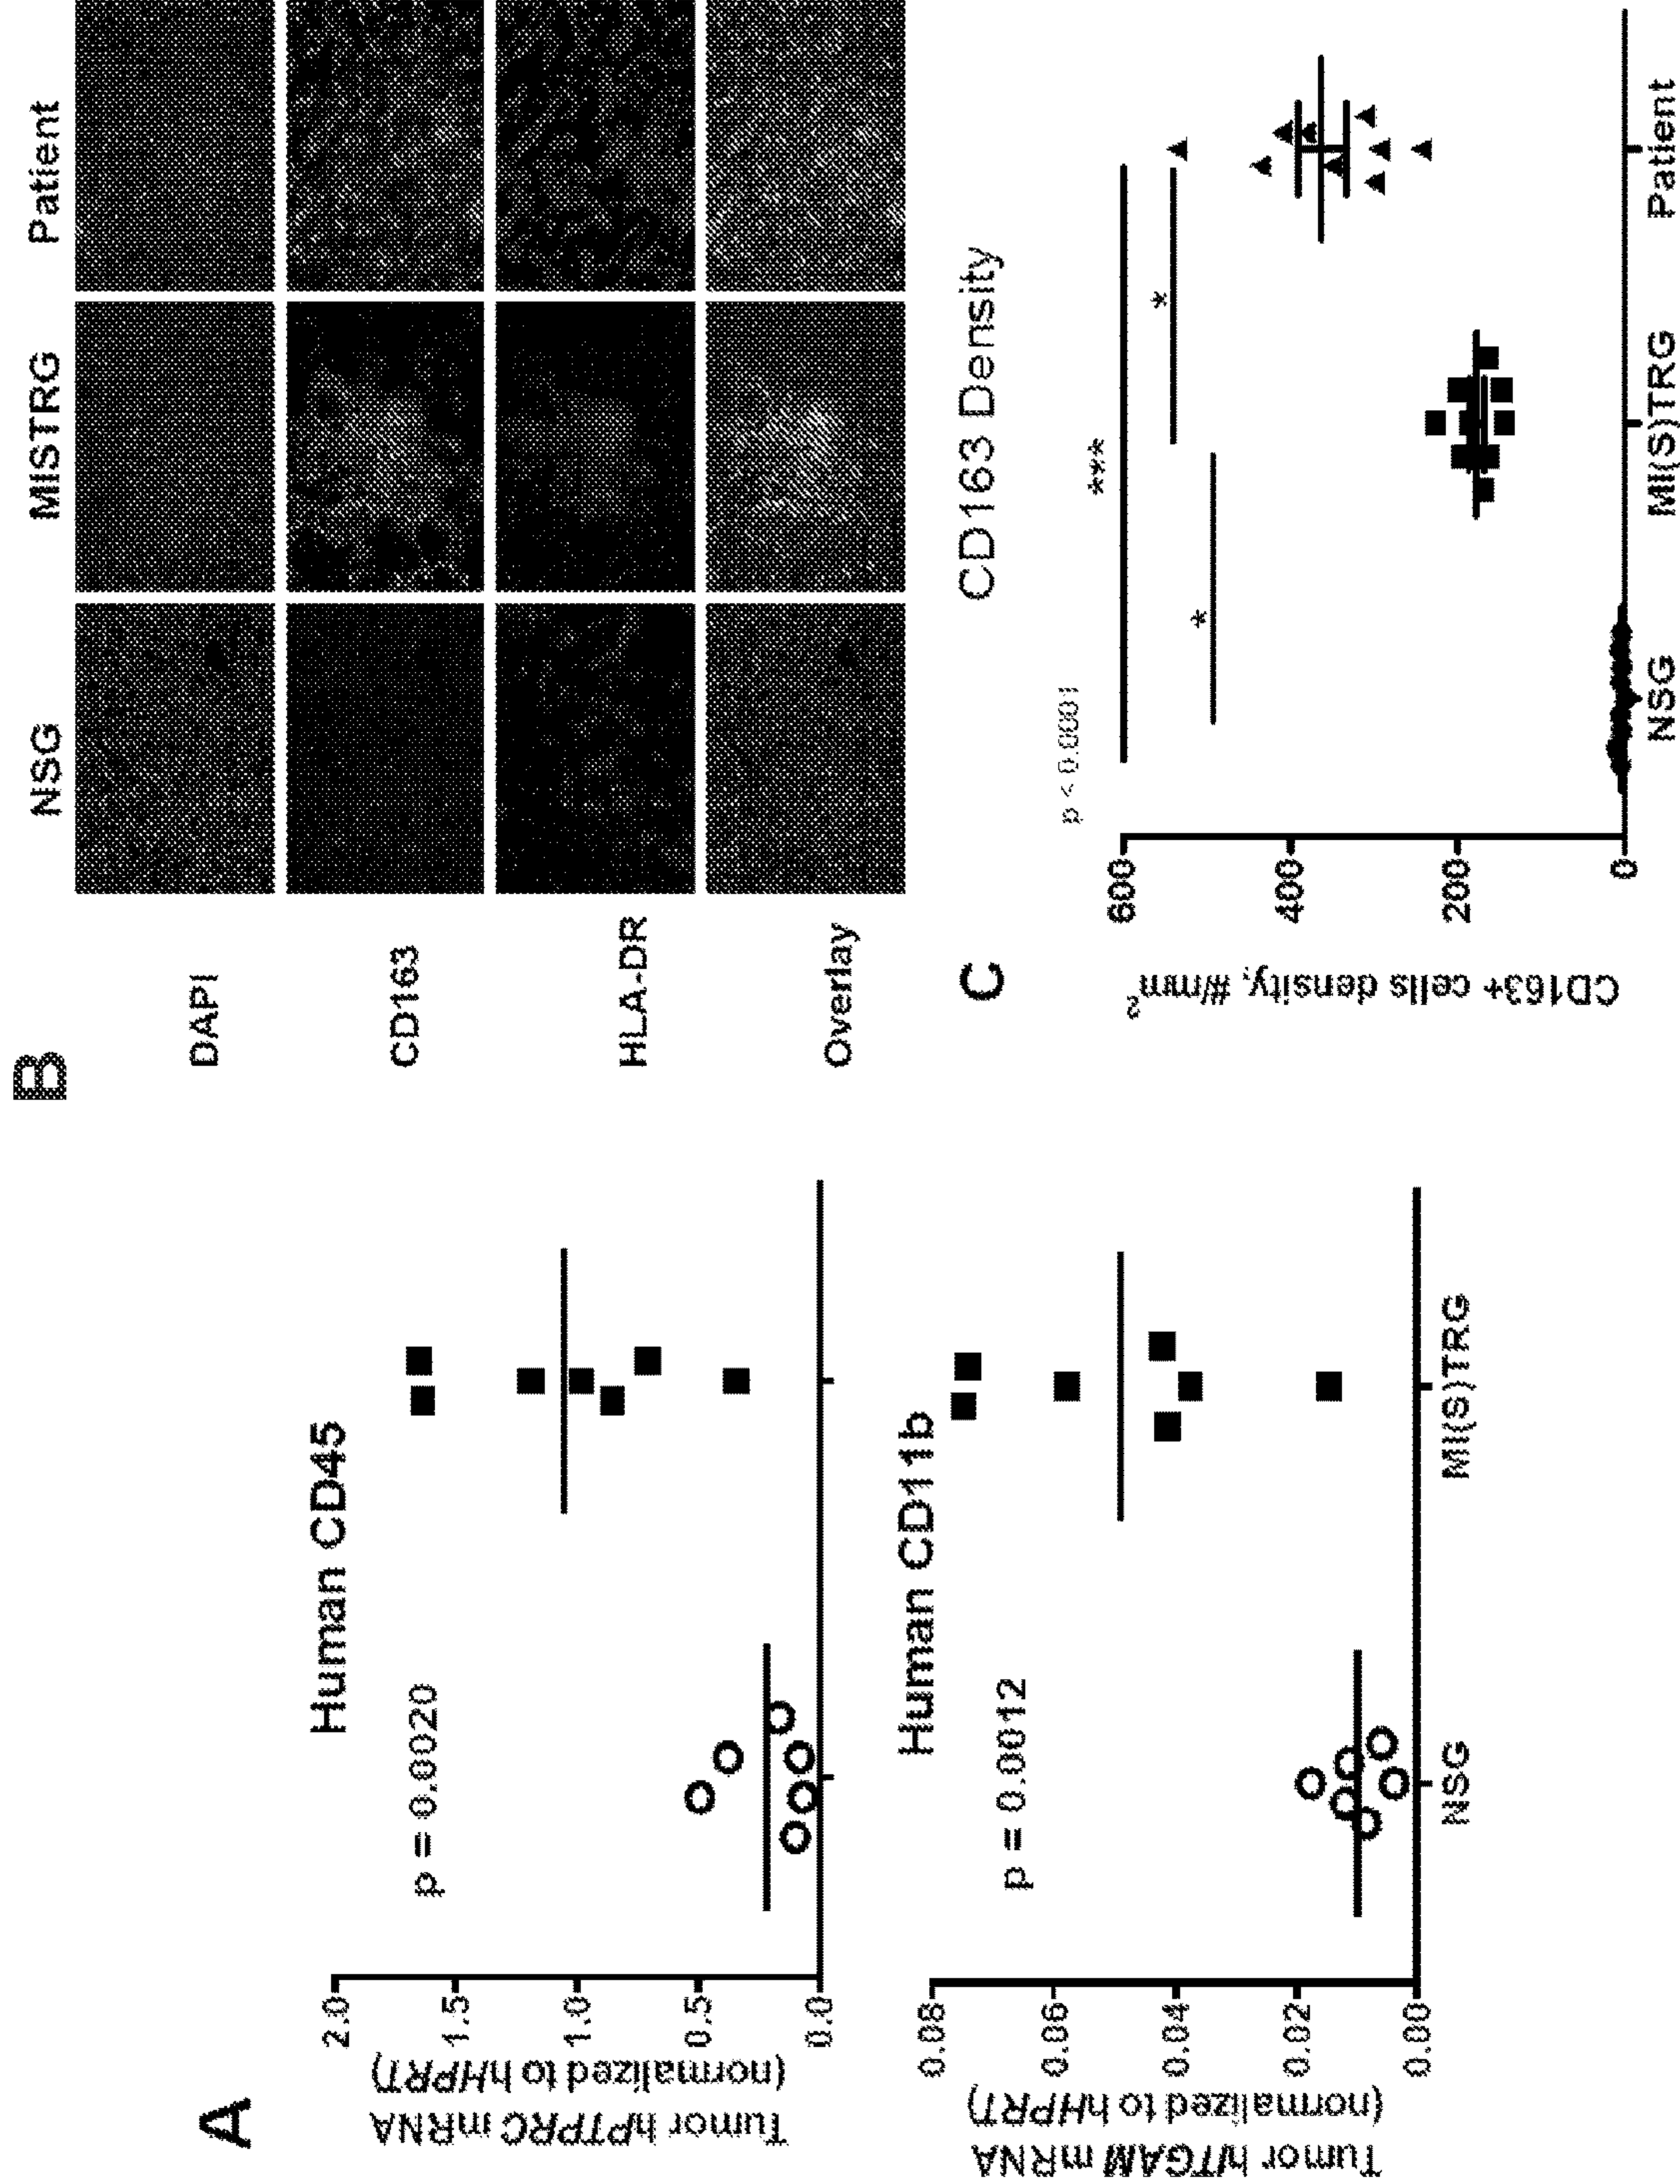 A
Human CD45
p = 0.0020
2.0
1.5
1.0
0.5
0.0
Tumor hPTPRC mRNA
(normalized to hHPRT)
Human CD11b
p = 0.0012
0.08
0.06
0.04
0.02
0.00
Tumor hITGAM mRNA
(normalized to hHPRT)
NSG
MI(S)TRG
B
NSG
MISTRG
Patient
DAPI
CD163
HLA-DR
Overlay
C
CD163 Density
p < 0.0001
***
*
*
600
400
200
0
CD163+ cells density, #/mm2
NSG
MI(S)TRG
Patient